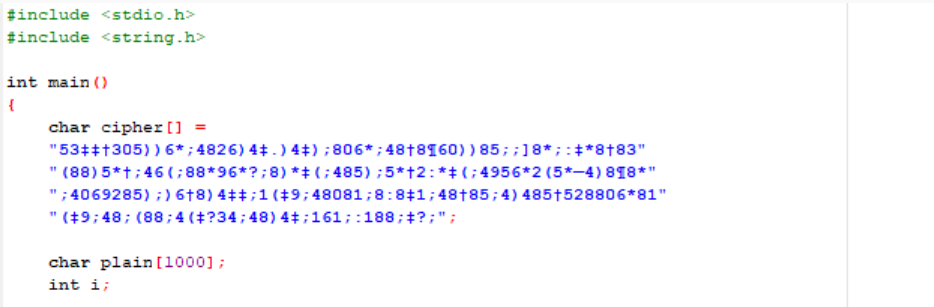 #include <stdio.h>
#include <string.h>
int main()
{
char cipher[] =
"53‡‡†305))6*;4826)4‡.)4‡);806*;48†8¶60))85;;]8*;:‡*8†83"
"(88)5*†;46(;88*96*?;8)*‡(;485);5*†2:*‡(;4956*2(5*—4)8¶8*"
";4069285);)6†8)4‡‡;1(‡9;48081;8:8‡1;48†85;4)485†528806*81"
"(‡9;48;(88;4(‡?34;48)4‡;161;:188;‡?;";
char plain[1000];
int i;